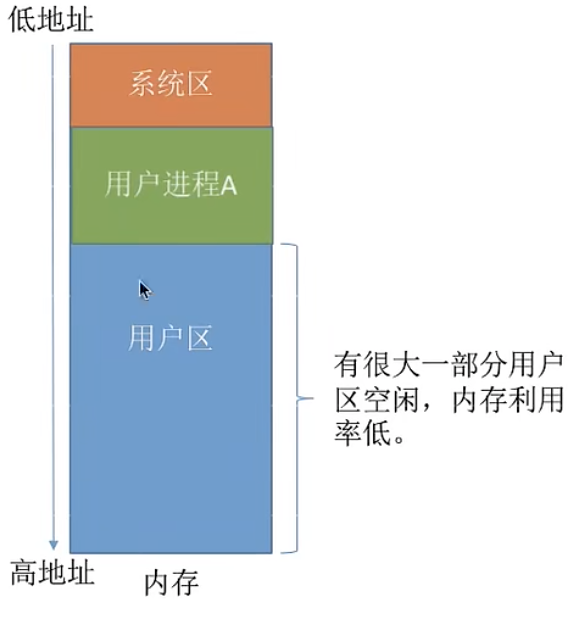 低地址
系统区
用户进程A
用户区
有很大一部分用户
区空闲，内存利用
率低。
高地址
内存